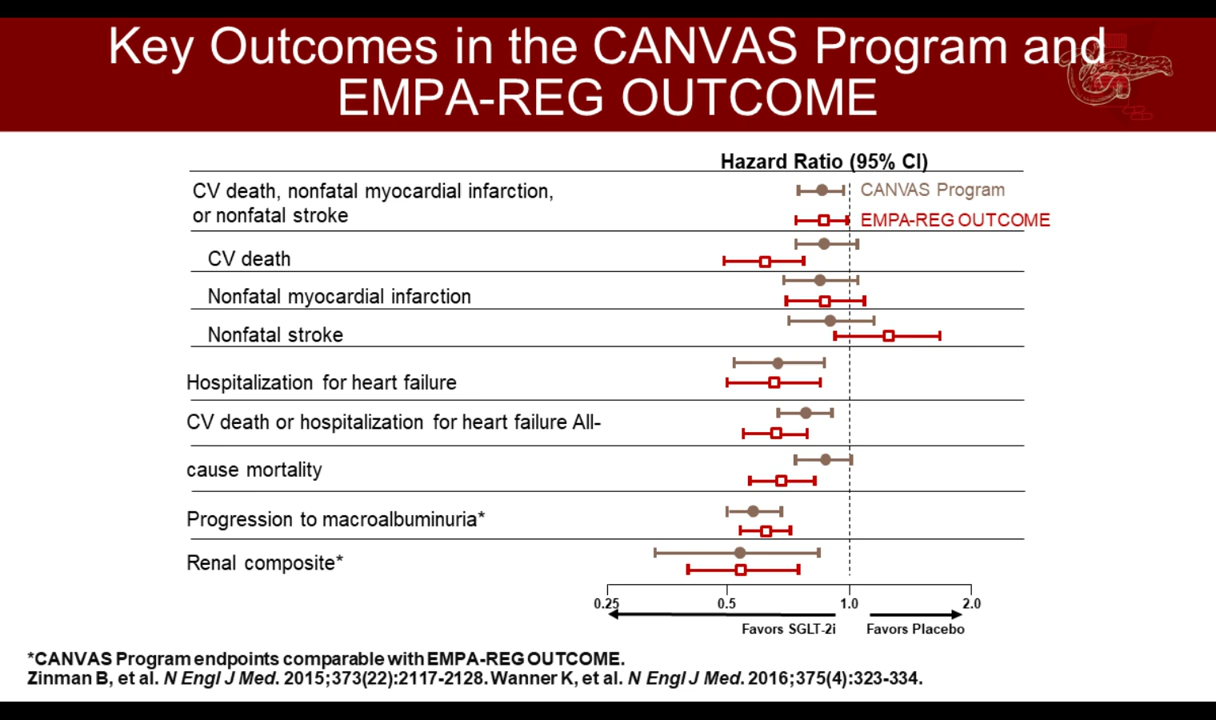 Key Outcomes in the CANVAS Program and
EMPA-REG OUTCOME
Hazard Ratio (95% CI)
CV death, nonfatal myocardial infarction,
or nonfatal stroke
CANVAS Program
EMPA-REG OUTCOME
CV death
Nonfatal myocardial infarction
Nonfatal stroke
Hospitalization for heart failure
CV death or hospitalization for heart failure All-
cause mortality
Progression to macroalbuminuria*
Renal composite*
0.25 0.5 1.0 2.0
Favors SGLT-2i Favors Placebo
*CANVAS Program endpoints comparable with EMPA-REG OUTCOME.
Zinman B, et al. N Engl J Med. 2015;373(22):2117-2128. Wanner K, et al. N Engl J Med. 2016;375(4):323-334.